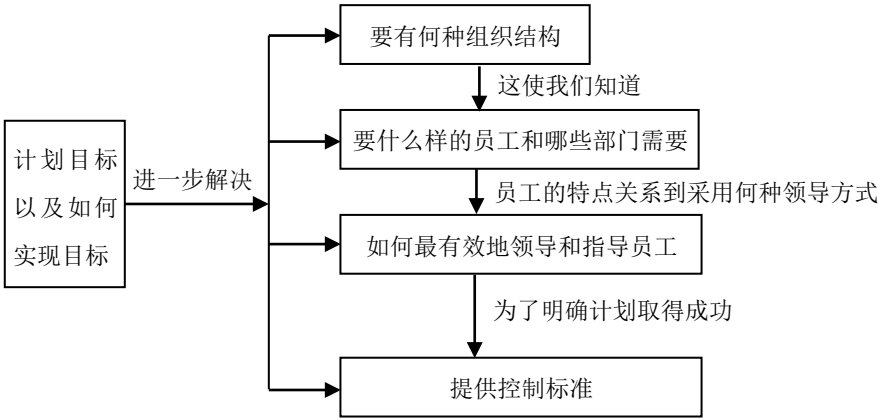 要有何种组织结构
这使我们知道
要什么样的员工和哪些部门需要
计划目标
以及如何
实现目标
进一步解决
员工的特点关系到采用何种领导方式
如何最有效地领导和指导员工
为了明确计划取得成功
提供控制标准